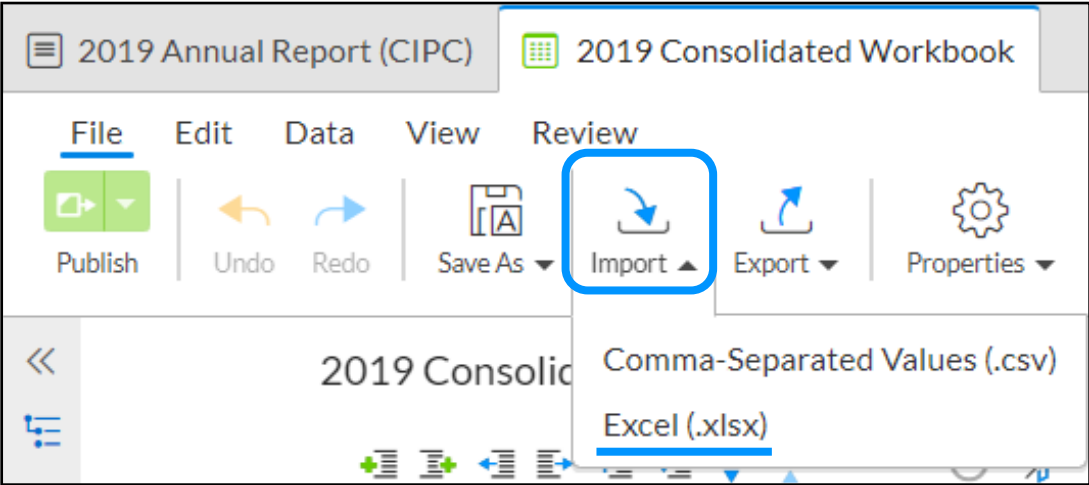 2019 Annual Report (CIPC) 2019 Consolidated Workbook
File Edit Data View Review
Publish Undo Redo Save As Import Export Properties
Comma-Separated Values (.csv)
2019
Excel (.xlsx)